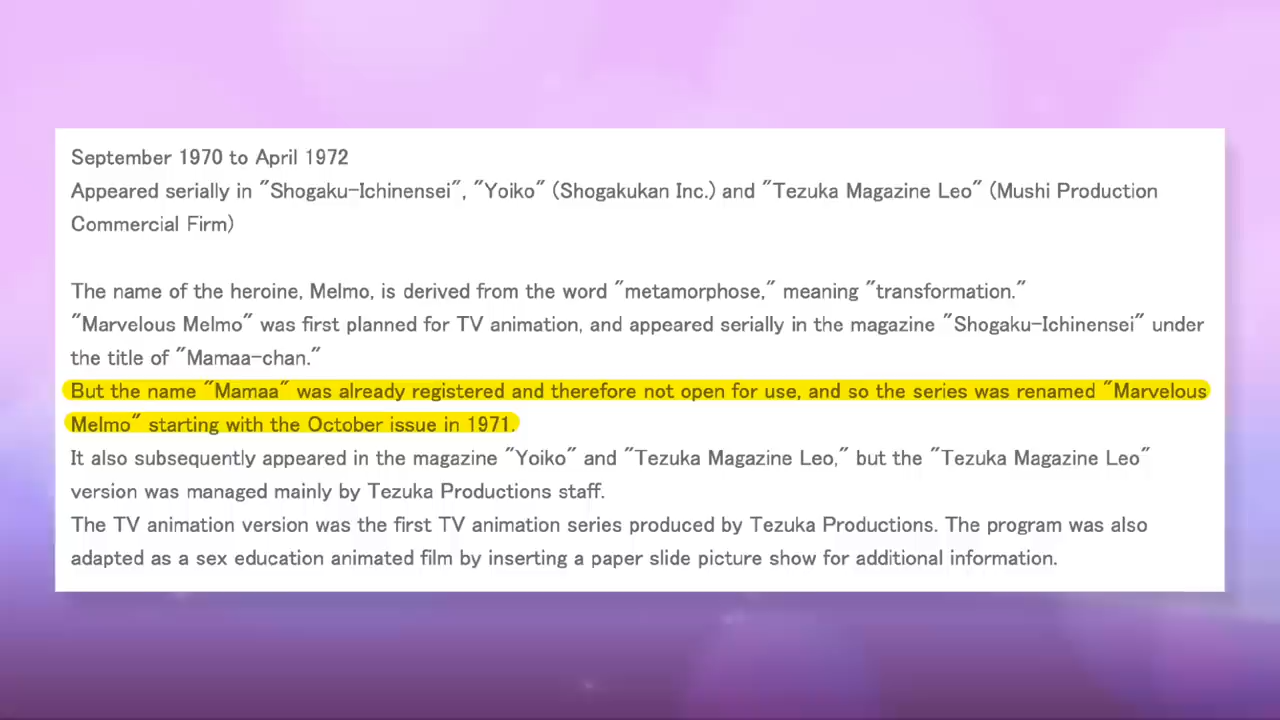 September 1970 to April 1972
Appeared serially in "Shogaku-Ichinensei", "Yoiko" (Shogakukan Inc.) and "Tezuka Magazine Leo" (Mushi Production
Commercial Firm)
The name of the heroine, Melmo, is derived from the word "metamorphose," meaning "transformation."
"Marvelous Melmo" was first planned for TV animation, and appeared serially in the magazine "Shogaku-Ichinensei" under
the title of "Mamaa-chan."
But the name "Mamaa" was already registered and therefore not open for use, and so the series was renamed "Marvelous
Melmo" starting with the October issue in 1971.
It also subsequently appeared in the magazine "Yoiko" and "Tezuka Magazine Leo," but the "Tezuka Magazine Leo"
version was managed mainly by Tezuka Productions staff.
The TV animation version was the first TV animation series produced by Tezuka Productions. The program was also
adapted as a sex education animated film by inserting a paper slide picture show for additional information.